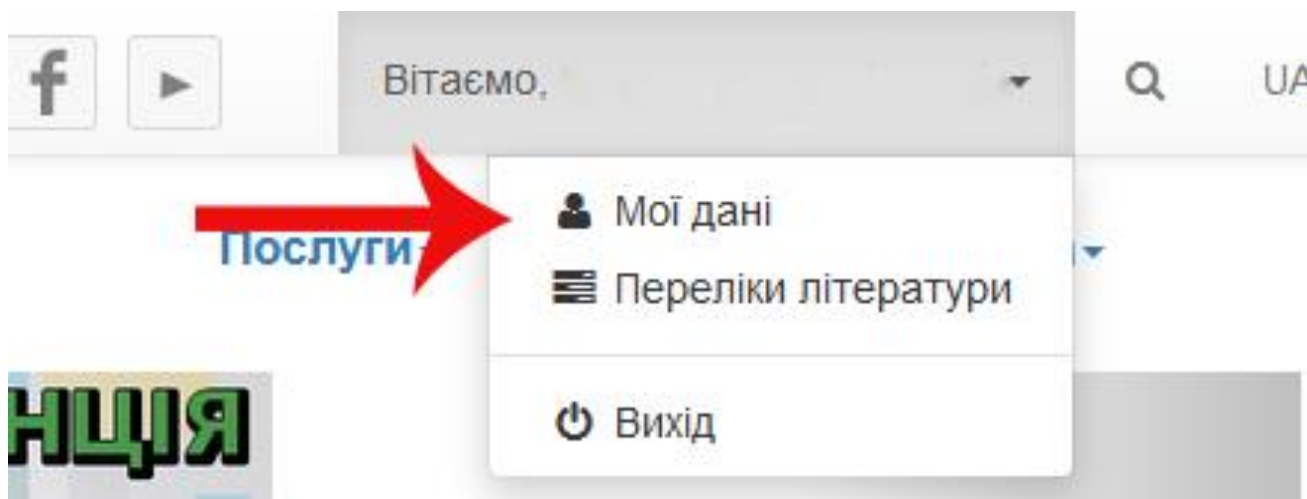 f
Вітаємо,
UA
Послуги
Мої дані
Переліки літератури
Вихід
НЦІЯ